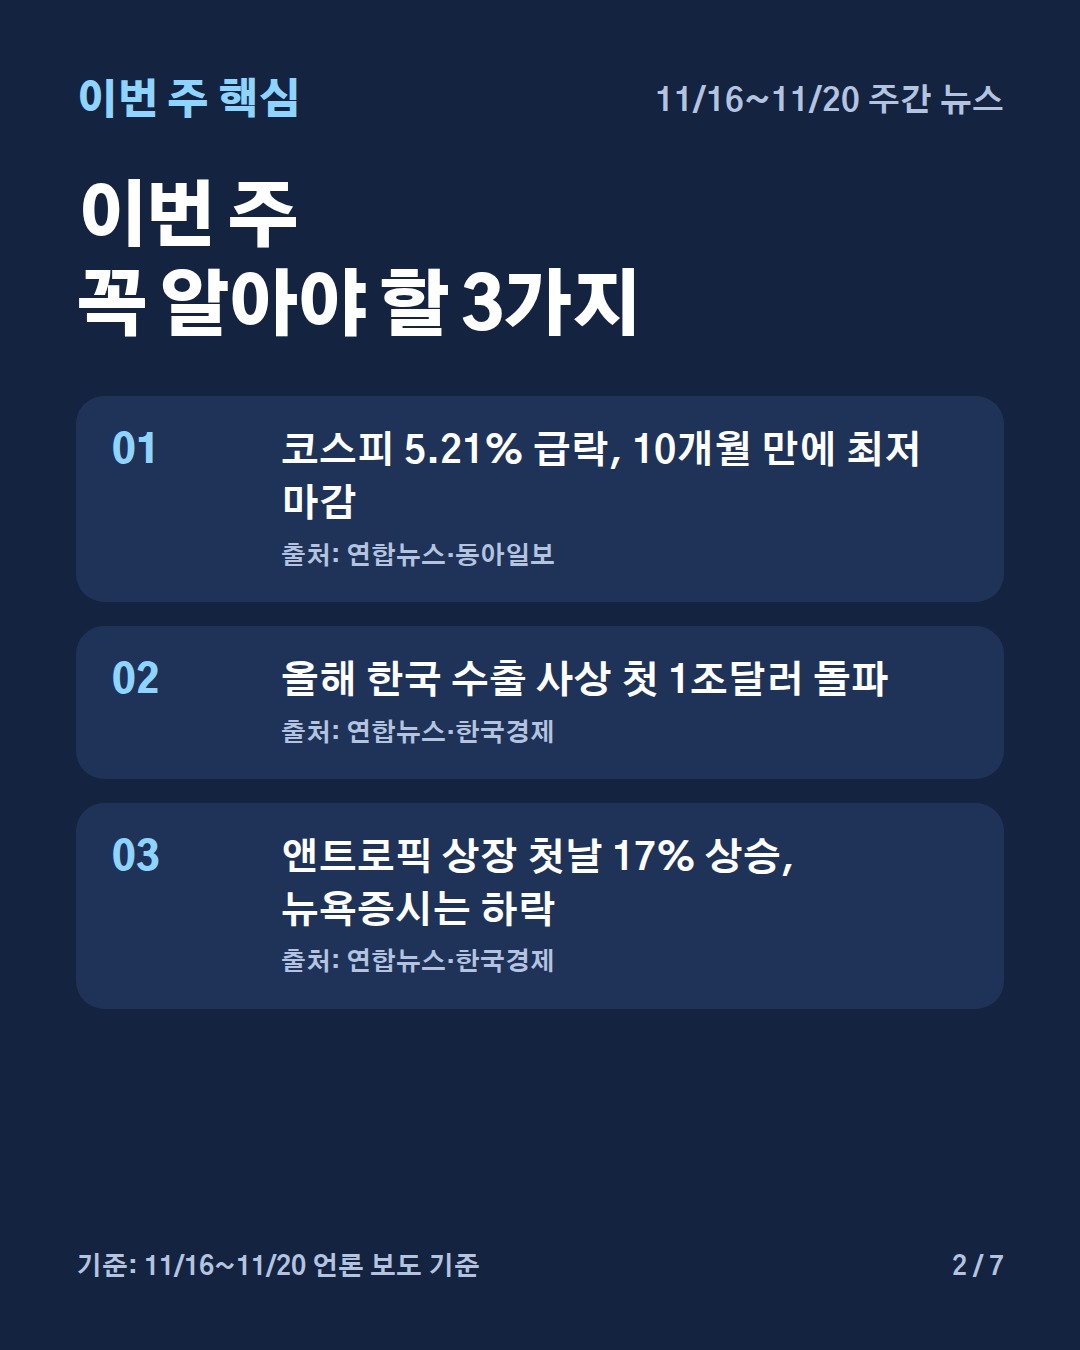 이번 주 핵심
11/16~11/20 주간 뉴스
이번 주
꼭 알아야 할 3가지
01
코스피 5.21% 급락, 10개월 만에 최저
마감
출처: 연합뉴스·동아일보
02
올해 한국 수출 사상 첫 1조달러 돌파
출처: 연합뉴스·한국경제
03
앤트로픽 상장 첫날 17% 상승,
뉴욕증시는 하락
출처: 연합뉴스·한국경제
기준: 11/16~11/20 언론 보도 기준
2 / 7